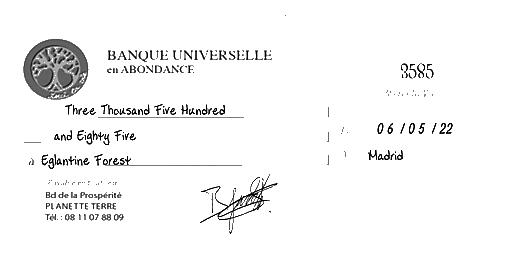 BANQUE UNIVERSELLE
en ABONDANCE
3585
Three Thousand Five Hundred
and Eighty Five
06/05/22
à Eglantine Forest
Madrid
Bd de la Prospérité
PLANETTE TERRE
Tél. : 08 11 07 88 09